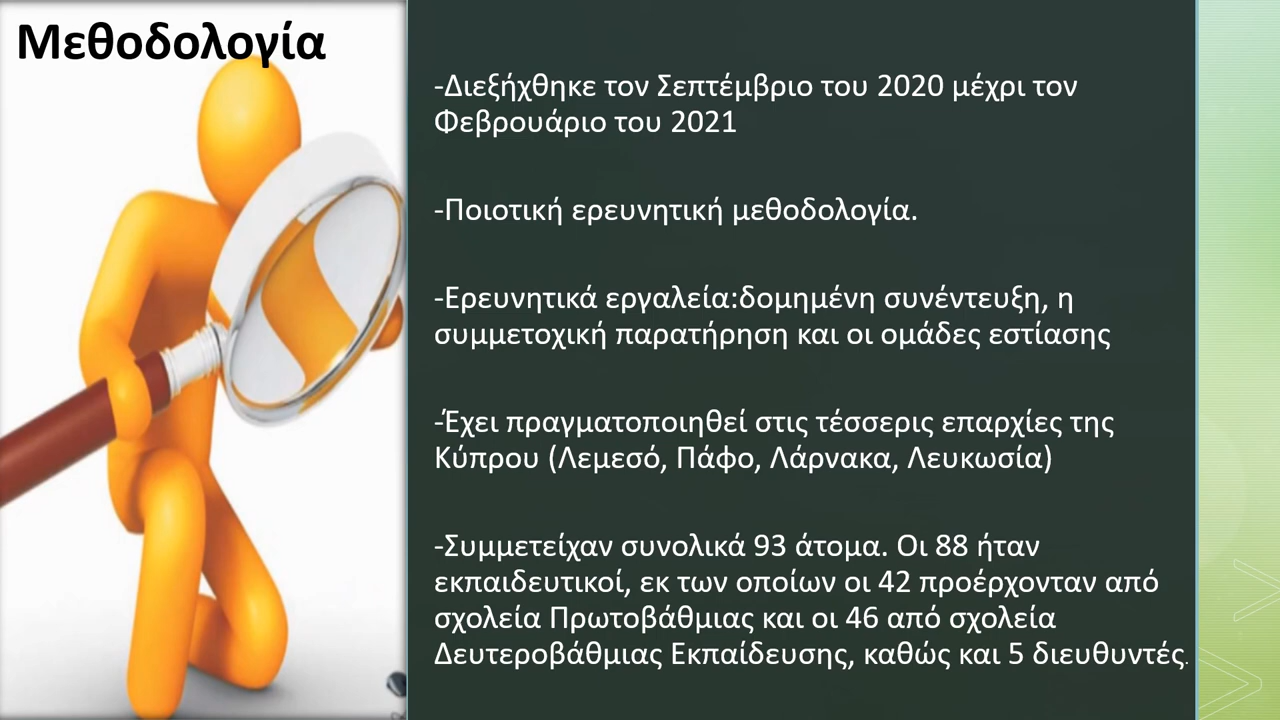 Μεθοδολογία
-Διεξήχθηκε τον Σεπτέμβριο του 2020 μέχρι τον
Φεβρουάριο του 2021
-Ποιοτική ερευνητική μεθοδολογία.
-Ερευνητικά εργαλεία:δομημένη συνέντευξη, η
συμμετοχική παρατήρηση και οι ομάδες εστίασης
-Έχει πραγματοποιηθεί στις τέσσερις επαρχίες της
Κύπρου (Λεμεσό, Πάφο, Λάρνακα, Λευκωσία)
-Συμμετείχαν συνολικά 93 άτομα. Οι 88 ήταν
εκπαιδευτικοί, εκ των οποίων οι 42 προέρχονταν από
σχολεία Πρωτοβάθμιας και οι 46 από σχολεία
Δευτεροβάθμιας Εκπαίδευσης, καθώς και 5 διευθυντές.